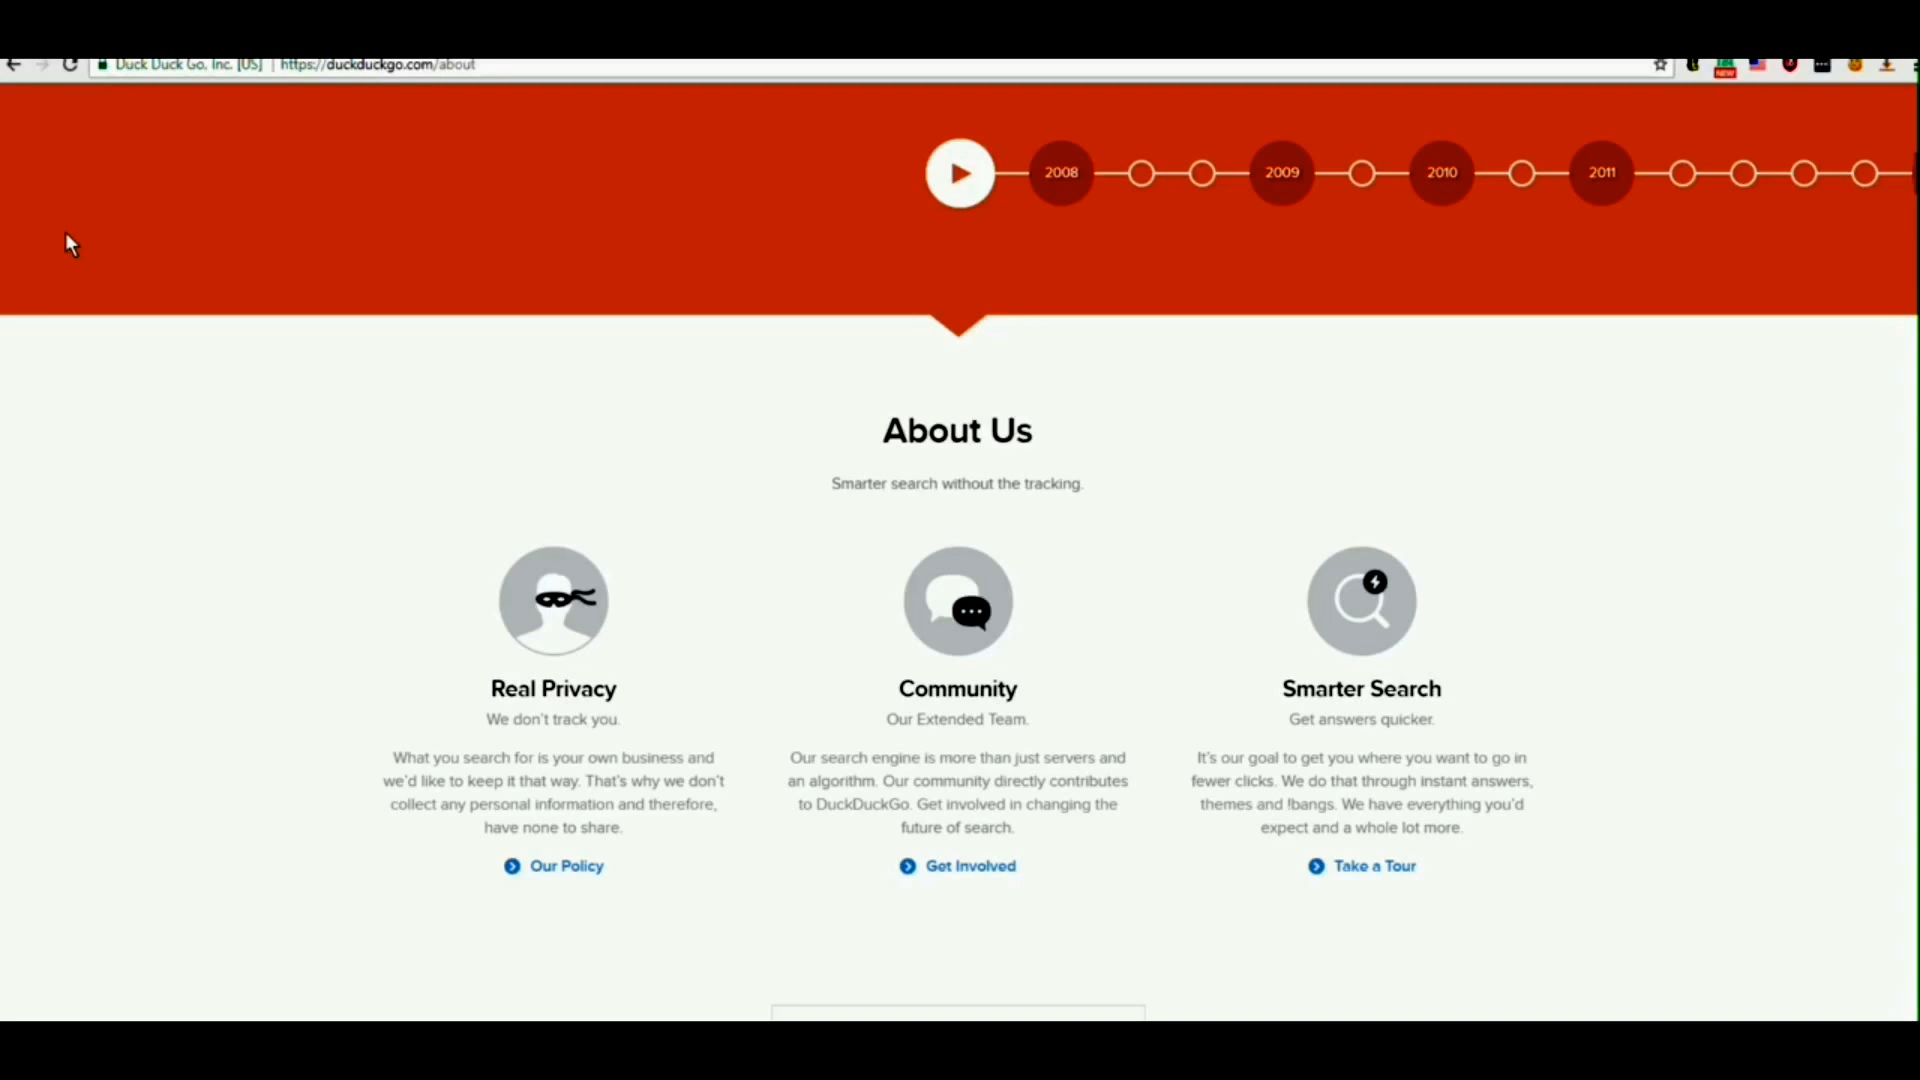 Duck Duck Go, Inc. [US] https://duckduckgo.com/about
NEW
2008 2009 2010 2011
About Us
Smarter search without the tracking.
Real Privacy
We don't track you.
What you search for is your own business and
we'd like to keep it that way. That's why we don't
collect any personal information and therefore,
have none to share.
Our Policy
Community
Our Extended Team.
Our search engine is more than just servers and
an algorithm. Our community directly contributes
to DuckDuckGo. Get involved in changing the
future of search.
Get Involved
Smarter Search
Get answers quicker.
It's our goal to get you where you want to go in
fewer clicks. We do that through instant answers,
themes and !bangs. We have everything you'd
expect and a whole lot more.
Take a Tour